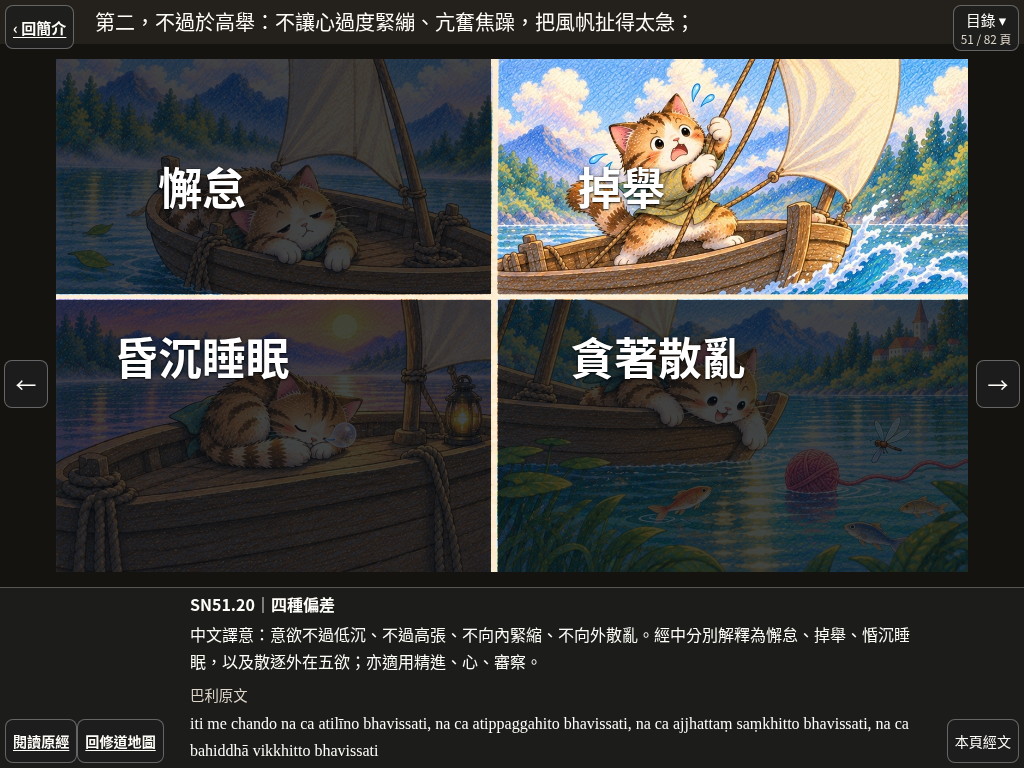 ‹ 回簡介
第二，不過於高舉：不讓心過度緊繃、亢奮焦躁，把風帆扯得太急；
目錄 ▾
51 / 82 頁
懈怠
掉舉
昏沉睡眠
貪著散亂
←
→
SN51.20｜四種偏差
中文譯意：意欲不過低沉、不過高張、不向內緊縮、不向外散亂。經中分別解釋為懈怠、掉舉、惛沉睡
眠，以及散逐外在五欲；亦適用精進、心、審察。
巴利原文
iti me chando na ca atilīno bhavissati, na ca atippaggahito bhavissati, na ca ajjhattaṃ saṃkhitto bhavissati, na ca
bahiddhā vikkhitto bhavissati
閱讀原經
回修道地圖
本頁經文